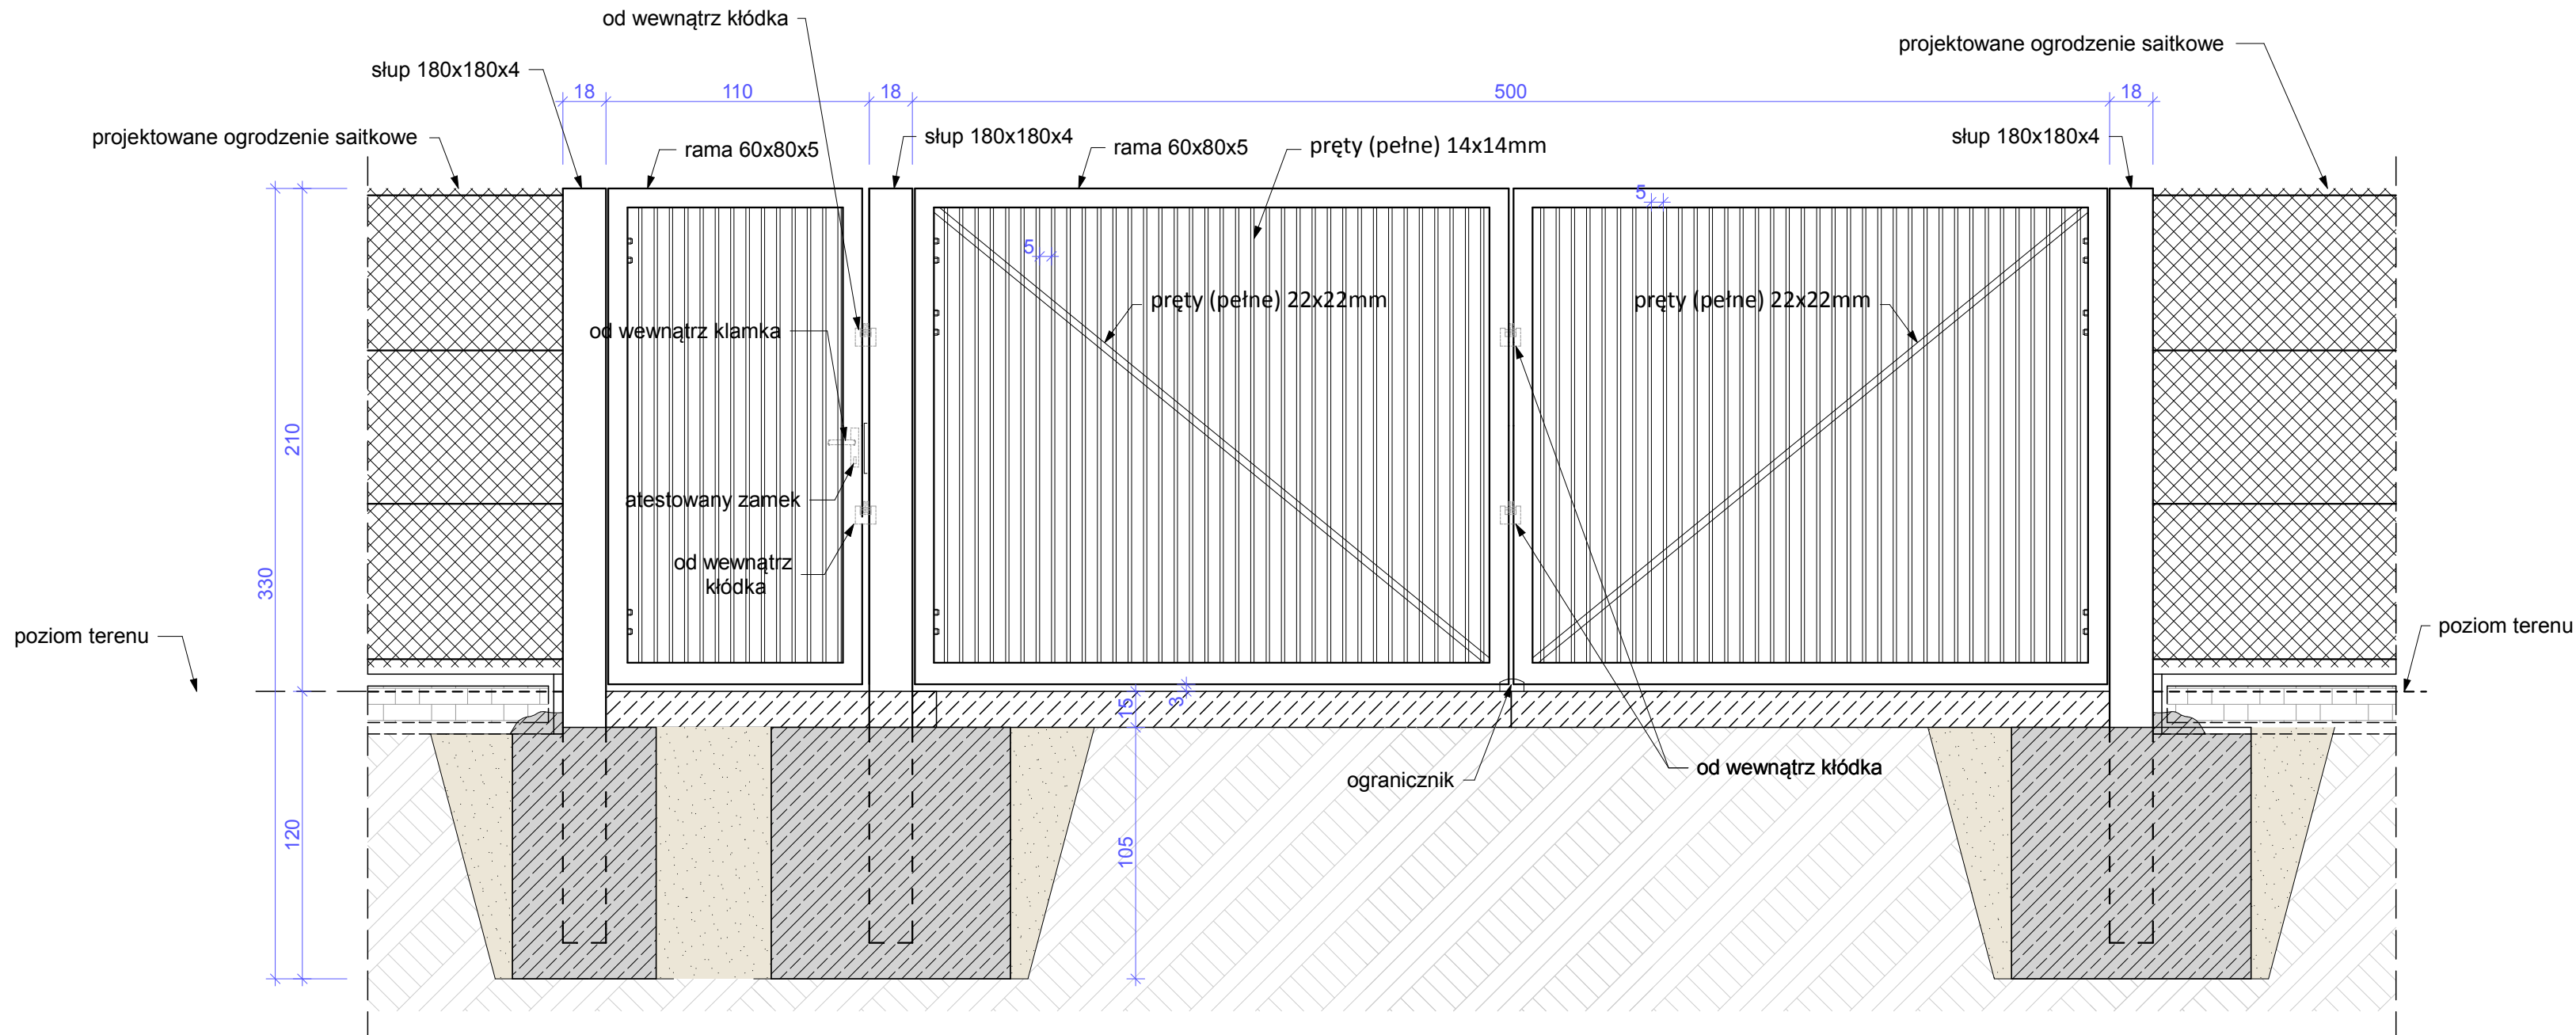 od wewnątrz kłódka
projektowane ogrodzenie saitkowe
słup 180x180x4
18
110
18
500
18
projektowane ogrodzenie saitkowe
rama 60x80x5
słup 180x180x4
rama 60x80x5
pręty (pełne) 14x14mm
słup 180x180x4
5
5
pręty (pełne) 22x22mm
pręty (pełne) 22x22mm
od wewnątrz klamka
210
atestowany zamek
od wewnątrz
kłódka
330
poziom terenu
poziom terenu
15
3
od wewnątrz kłódka
ogranicznik
120
105